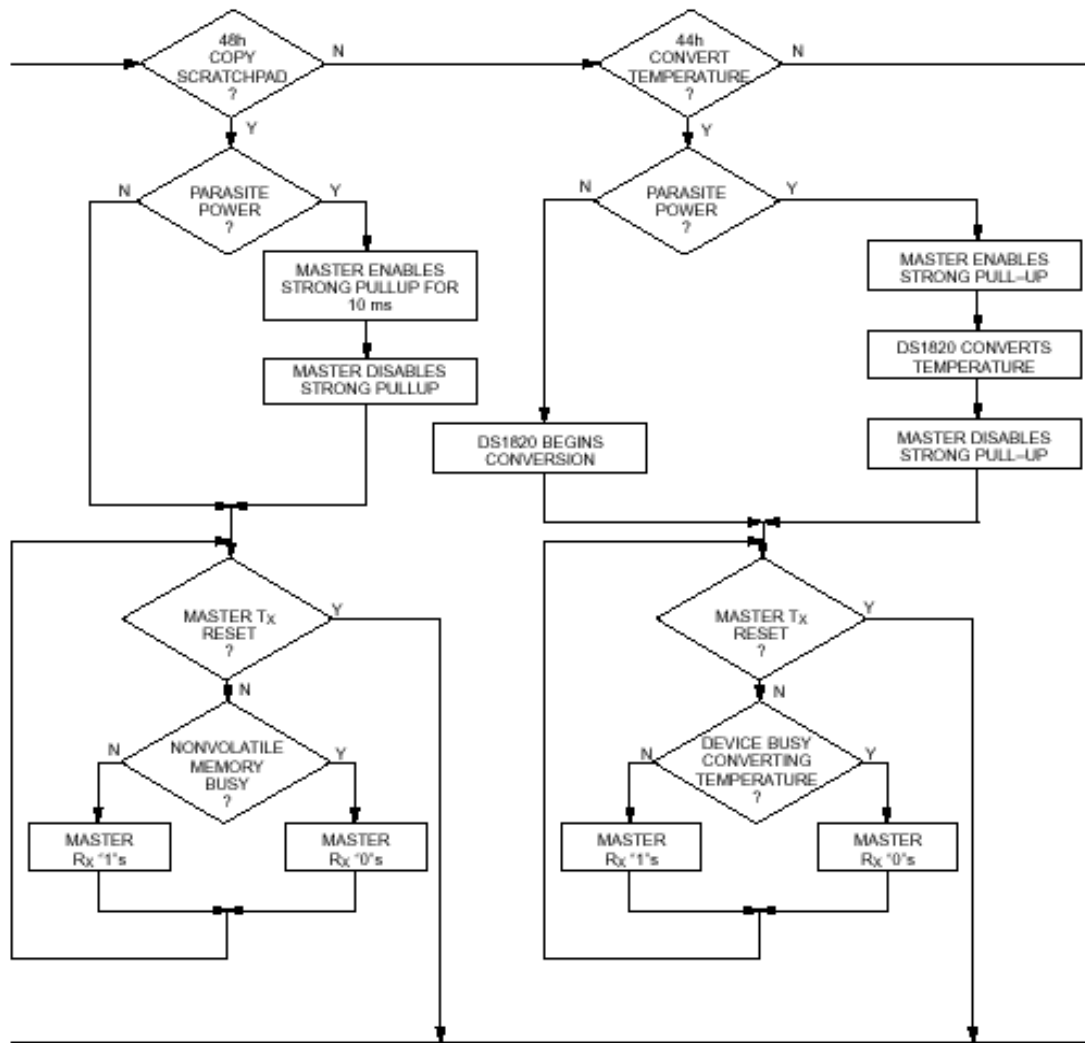 48h
COPY
SCRATCHPAD
?
N
Y
44h
CONVERT
TEMPERATURE
?
N
Y
N
PARASITE
POWER
?
Y
MASTER ENABLES
STRONG PULLUP FOR
10 ms
MASTER DISABLES
STRONG PULLUP
N
PARASITE
POWER
?
Y
MASTER ENABLES
STRONG PULL–UP
DS1820 CONVERTS
TEMPERATURE
MASTER DISABLES
STRONG PULL–UP
DS1820 BEGINS
CONVERSION
MASTER TX
RESET
?
Y
N
N
NONVOLATILE
MEMORY
BUSY
?
Y
MASTER
RX "1"s
MASTER
RX "0"s
MASTER TX
RESET
?
Y
N
N
DEVICE BUSY
CONVERTING
TEMPERATURE
?
Y
MASTER
RX "1"s
MASTER
RX "0"s